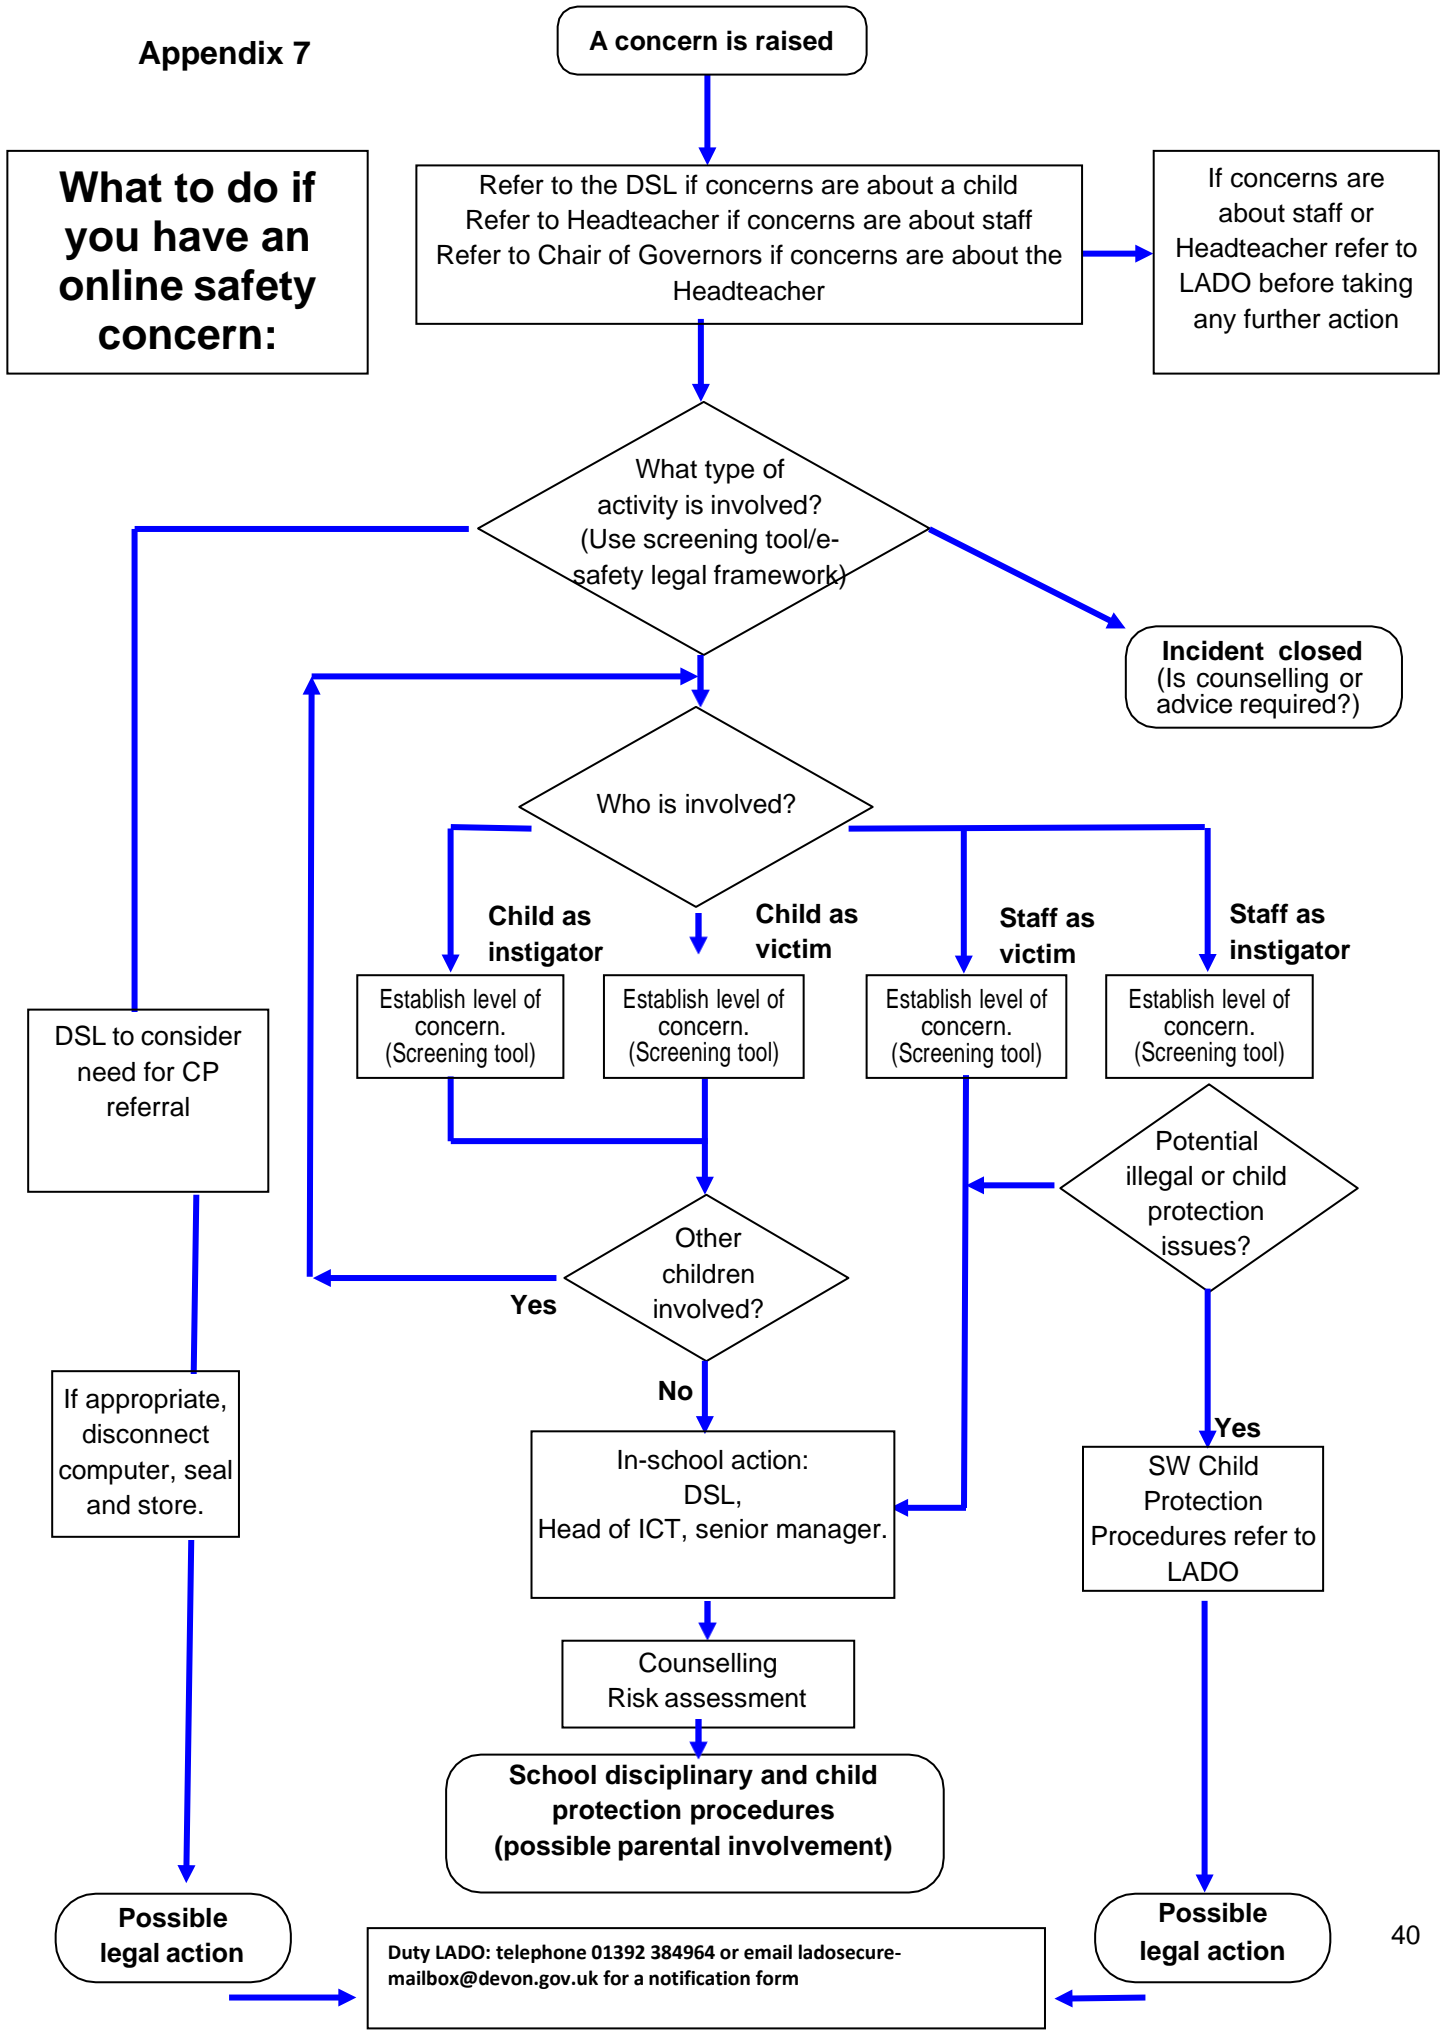 Appendix 7
A concern is raised
What to do if
you have an
online safety
concern:
Refer to the DSL if concerns are about a child
Refer to Headteacher if concerns are about staff
Refer to Chair of Governors if concerns are about the
Headteacher
If concerns are
about staff or
Headteacher refer to
LADO before taking
any further action
What type of
activity is involved?
(Use screening tool/e-
safety legal framework)
Incident closed
(Is counselling or
advice required?)
Who is involved?
Child as
instigator
Child as
victim
Staff as
victim
Staff as
instigator
Establish level of
concern.
(Screening tool)
Establish level of
concern.
(Screening tool)
Establish level of
concern.
(Screening tool)
Establish level of
concern.
(Screening tool)
DSL to consider
need for CP
referral
Potential
illegal or child
protection
issues?
Other
children
involved?
Yes
No
If appropriate,
disconnect
computer, seal
and store.
In-school action:
DSL,
Head of ICT, senior manager.
Yes
SW Child
Protection
Procedures refer to
LADO
Counselling
Risk assessment
School disciplinary and child
protection procedures
(possible parental involvement)
Possible
legal action
Possible
legal action
Duty LADO: telephone 01392 384964 or email ladosecure-
mailbox@devon.gov.uk for a notification form
40